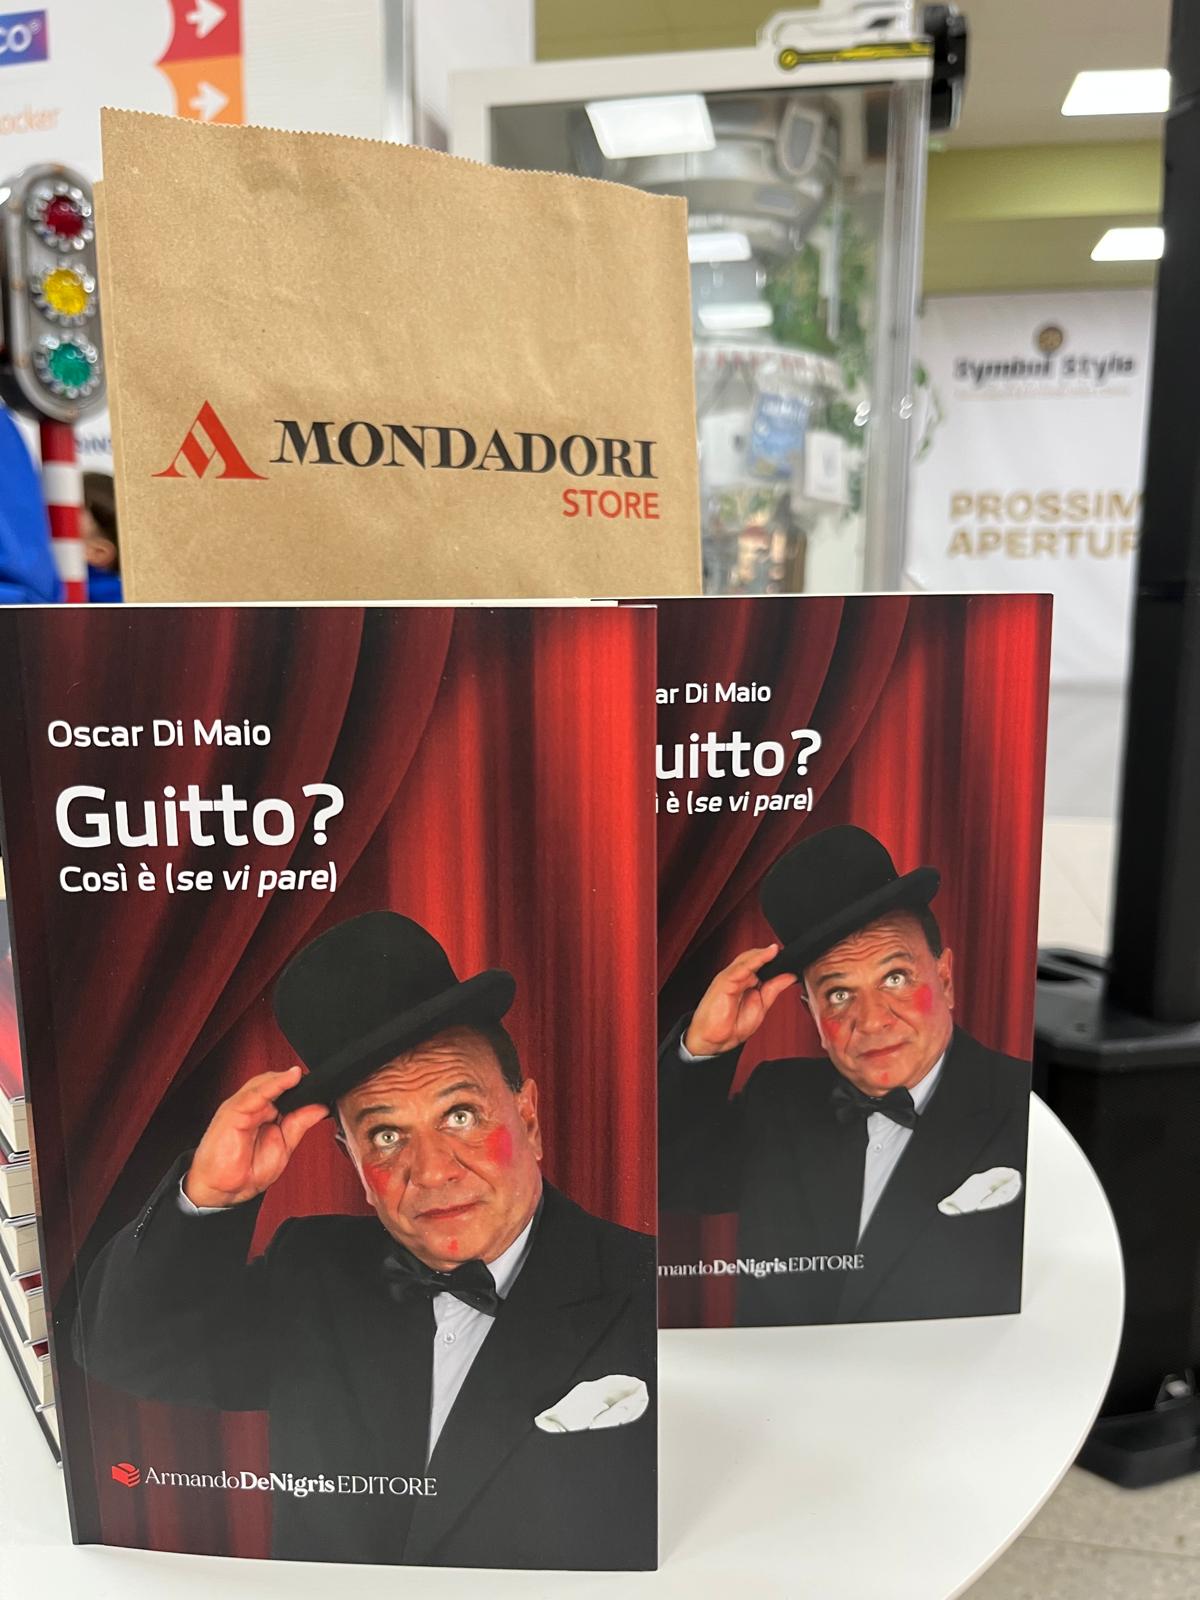 MONDADORI
STORE
Symbol Style
PROSSIM
APERTUR
Oscar Di Maio
Guitto?
Così è (se vi pare)
ArmandoDeNigrisEDITORE
ar Di Maio
uitto?
ì è (se vi pare)
mandoDeNigrisEDITORE